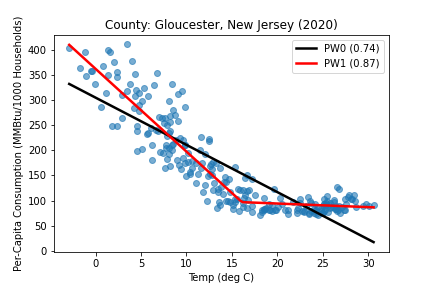 County: Gloucester, New Jersey (2020)
PW0 (0.74)
PW1 (0.87)
Per-Capita Consumption (MMBtu/1000 Households)
400
350
300
250
200
150
100
50
0
0 5 10 15 20 25 30
Temp (deg C)